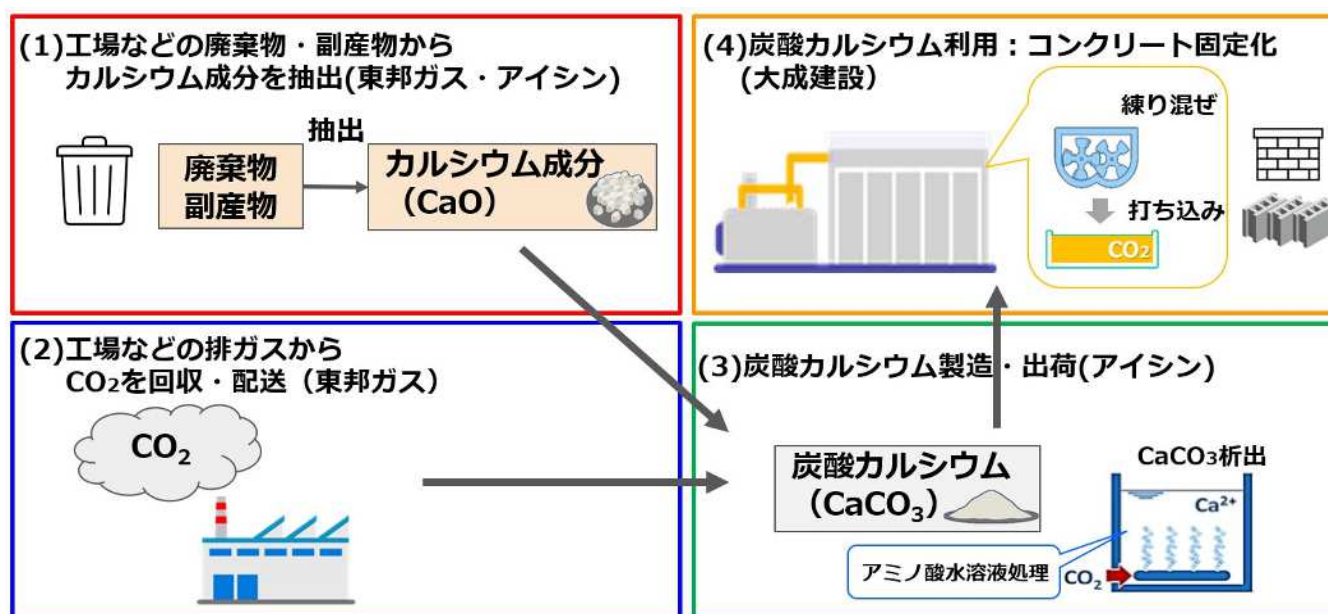 (1)工場などの廃棄物・副産物から
カルシウム成分を抽出(東邦ガス・アイシン)
抽出
廃棄物
副産物
カルシウム成分
（CaO）
(2)工場などの排ガスから
CO₂を回収・配送（東邦ガス）
CO₂
(3)炭酸カルシウム製造・出荷(アイシン)
炭酸カルシウム
（CaCO₃）
CaCO₃析出
Ca²⁺
アミノ酸水溶液処理
CO₂
(4)炭酸カルシウム利用：コンクリート固定化
(大成建設）
練り混ぜ
打ち込み
CO₂